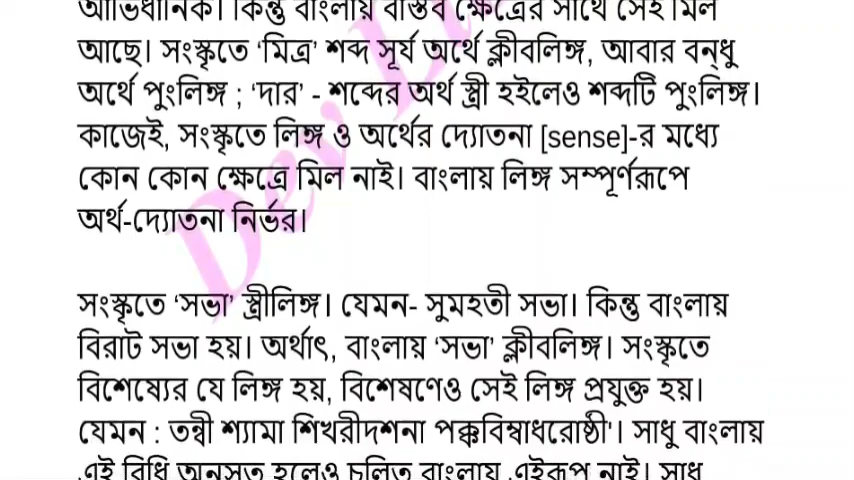 আভিধানিক। কিন্তু বাংলায় বাস্তব ক্ষেত্রের সাথে সেই মিল
আছে। সংস্কৃতে ‘মিত্র’ শব্দ সূর্য অর্থে ক্লীবলিঙ্গ, আবার বন্ধু
অর্থে পুংলিঙ্গ ; ‘দার’ - শব্দের অর্থ স্ত্রী হইলেও শব্দটি পুংলিঙ্গ।
কাজেই, সংস্কৃতে লিঙ্গ ও অর্থের দ্যোতনা [sense]-র মধ্যে
কোন কোন ক্ষেত্রে মিল নাই। বাংলায় লিঙ্গ সম্পূর্ণরূপে
অর্থ-দ্যোতনা নির্ভর।
সংস্কৃতে ‘সভা’ স্ত্রীলিঙ্গ। যেমন- সুমহতী সভা। কিন্তু বাংলায়
বিরাট সভা হয়। অর্থাৎ, বাংলায় ‘সভা’ ক্লীবলিঙ্গ। সংস্কৃতে
বিশেষ্যের যে লিঙ্গ হয়, বিশেষণেও সেই লিঙ্গ প্রযুক্ত হয়।
যেমন : তন্বী শ্যামা শিখরীদশনা পক্কবিম্বাধরোষ্ঠী'। সাধু বাংলায়
এই বিধি অনুসৃত হলেও চলিত বাংলায় এইরূপ নাই। সাধু